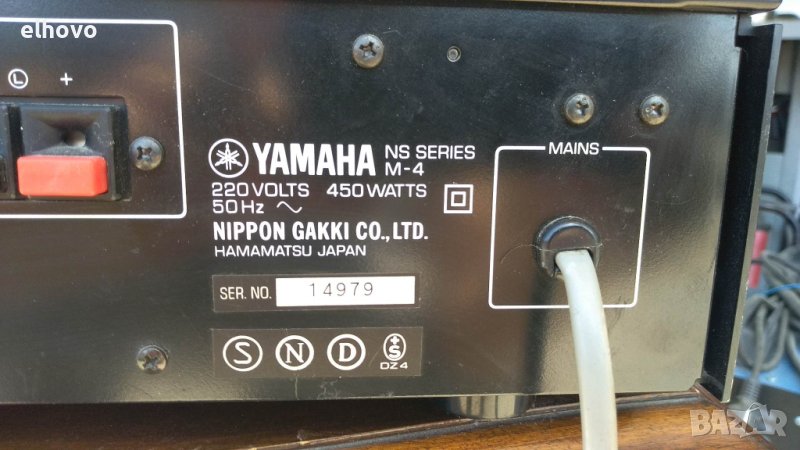 elhovo
L +
YAMAHA NS SERIES M-4
220 VOLTS 450 WATTS
50 Hz
NIPPON GAKKI CO., LTD.
HAMAMATSU JAPAN
SER. NO. 14979
S N D +S
DZ4
MAINS
BAZAR